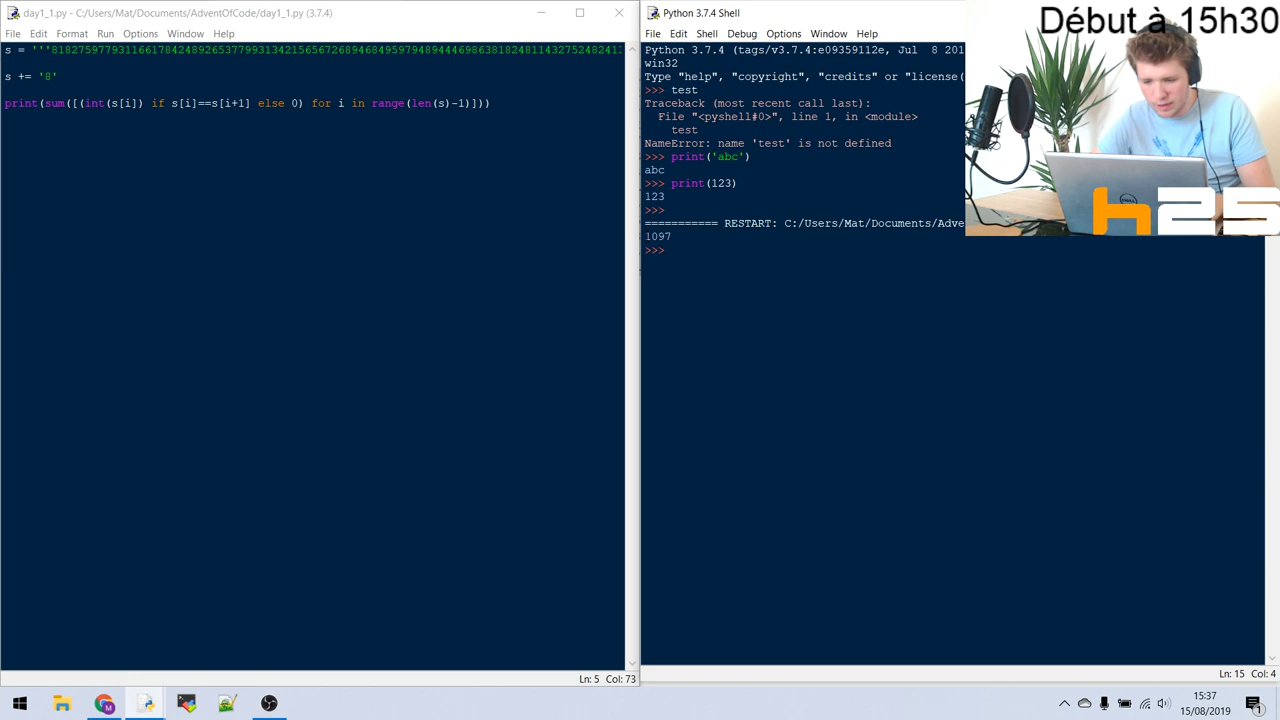 day1_1.py - C:/Users/Mat/Documents/AdventOfCode/day1_1.py (3.7.4)
File Edit Format Run Options Window Help
s += '8'
print(sum([(int(s[i]) if s[i]==s[i+1] else 0) for i in range(len(s)-1)]))
Ln: 5 Col: 73
Python 3.7.4 Shell
File Edit Shell Debug Options Window Help
Python 3.7.4 (tags/v3.7.4:e09359112e, Jul 8 201
win32
Type "help", "copyright", "credits" or "license(
>>> test
Traceback (most recent call last):
File "<pyshell#0>", line 1, in <module>
test
NameError: name 'test' is not defined
>>> print('abc')
abc
>>> print(123)
123
>>>
=========== RESTART: C:/Users/Mat/Documents/Adve
1097
>>>
Ln: 15 Col: 4
Début à 15h30
h25
15:37
15/08/2019